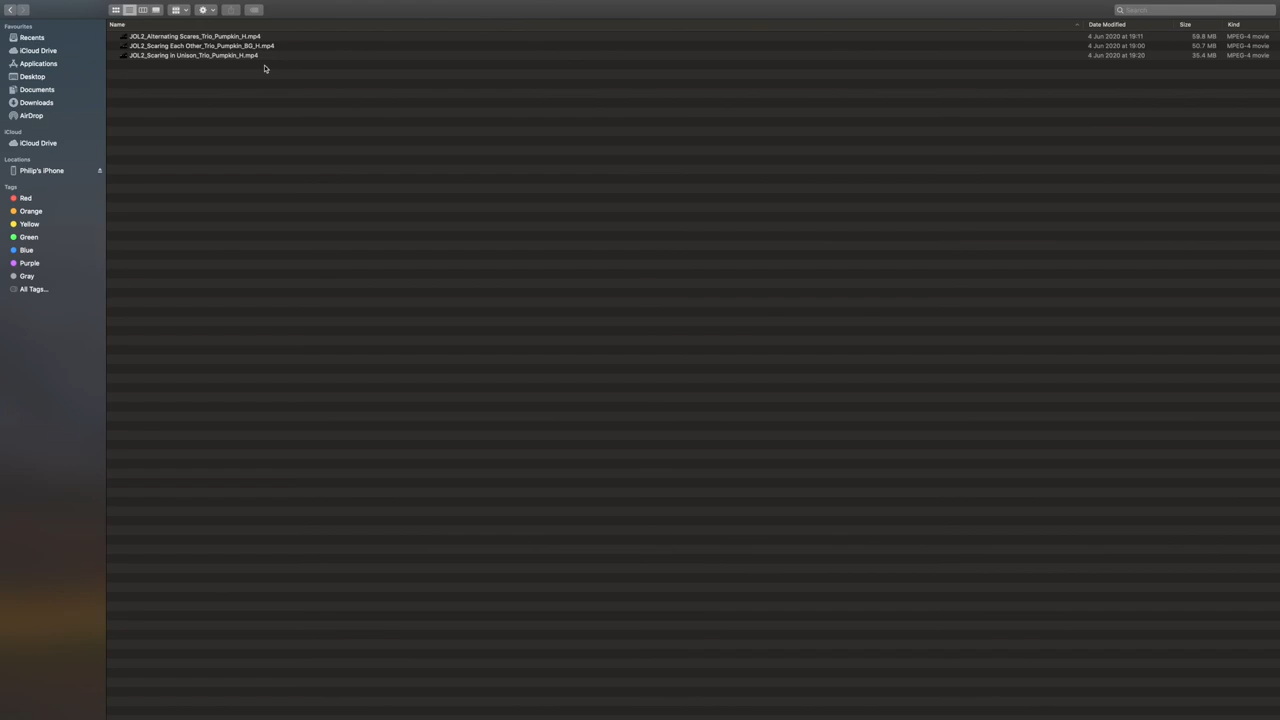 Search
Favourites
Recents
iCloud Drive
Applications
Desktop
Documents
Downloads
AirDrop
iCloud
iCloud Drive
Locations
Philip's iPhone
Tags
Red
Orange
Yellow
Green
Blue
Purple
Gray
All Tags...
Name Date Modified Size Kind
JOL2_Alternating Scares_Trio_Pumpkin_H.mp4 4 Jun 2020 at 19:11 59.8 MB MPEG-4 movie
JOL2_Scaring Each Other_Trio_Pumpkin_BG_H.mp4 4 Jun 2020 at 19:00 50.7 MB MPEG-4 movie
JOL2_Scaring in Unison_Trio_Pumpkin_H.mp4 4 Jun 2020 at 19:20 35.4 MB MPEG-4 movie